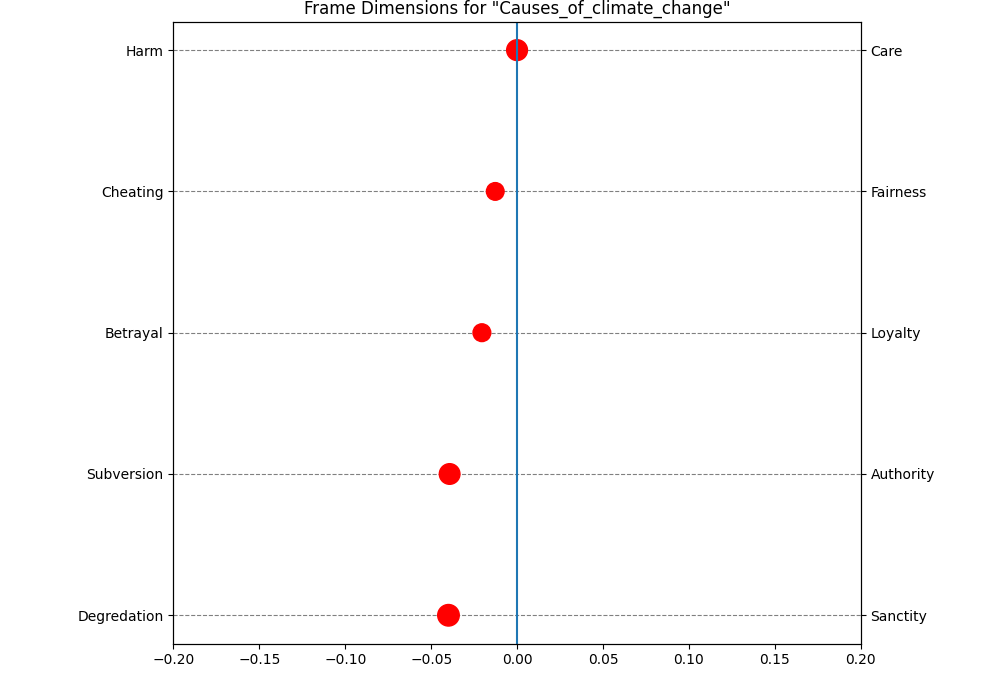 Frame Dimensions for "Causes_of_climate_change"
Harm Care
Cheating Fairness
Betrayal Loyalty
Subversion Authority
Degredation Sanctity
−0.20 −0.15 −0.10 −0.05 0.00 0.05 0.10 0.15 0.20